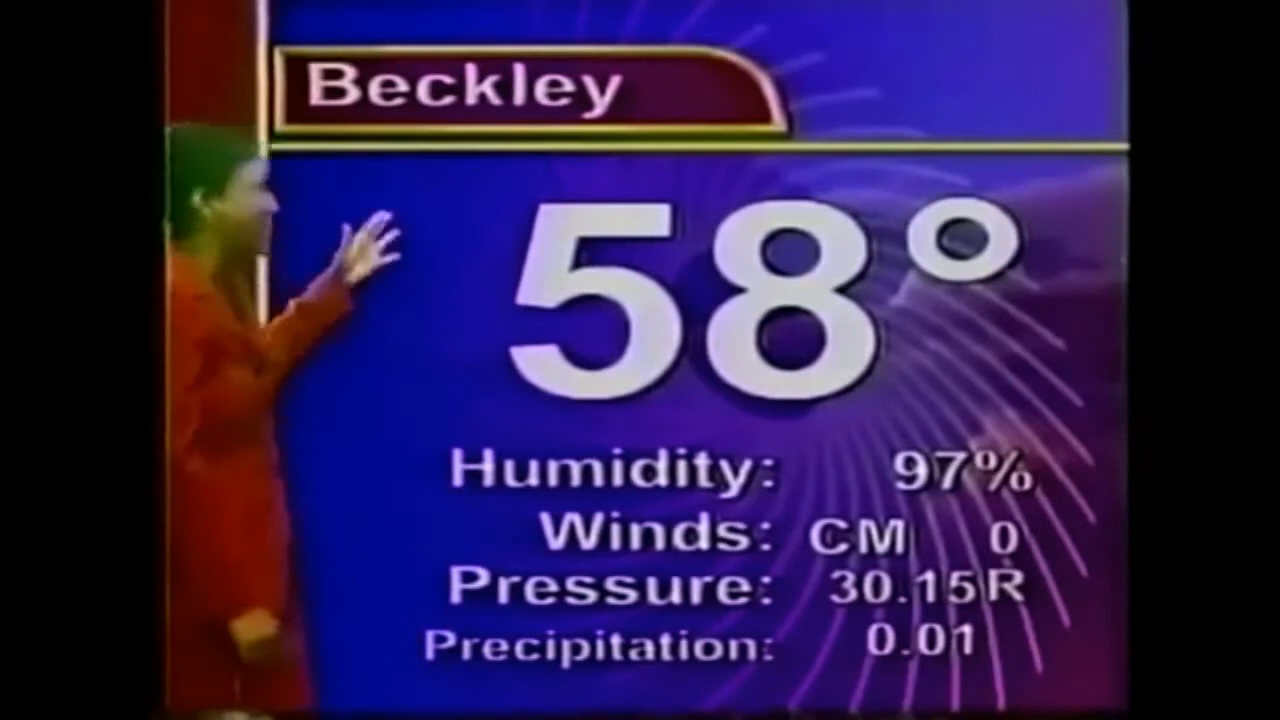 Beckley
58°
Humidity: 97%
Winds: CM 0
Pressure: 30.15R
Precipitation: 0.01